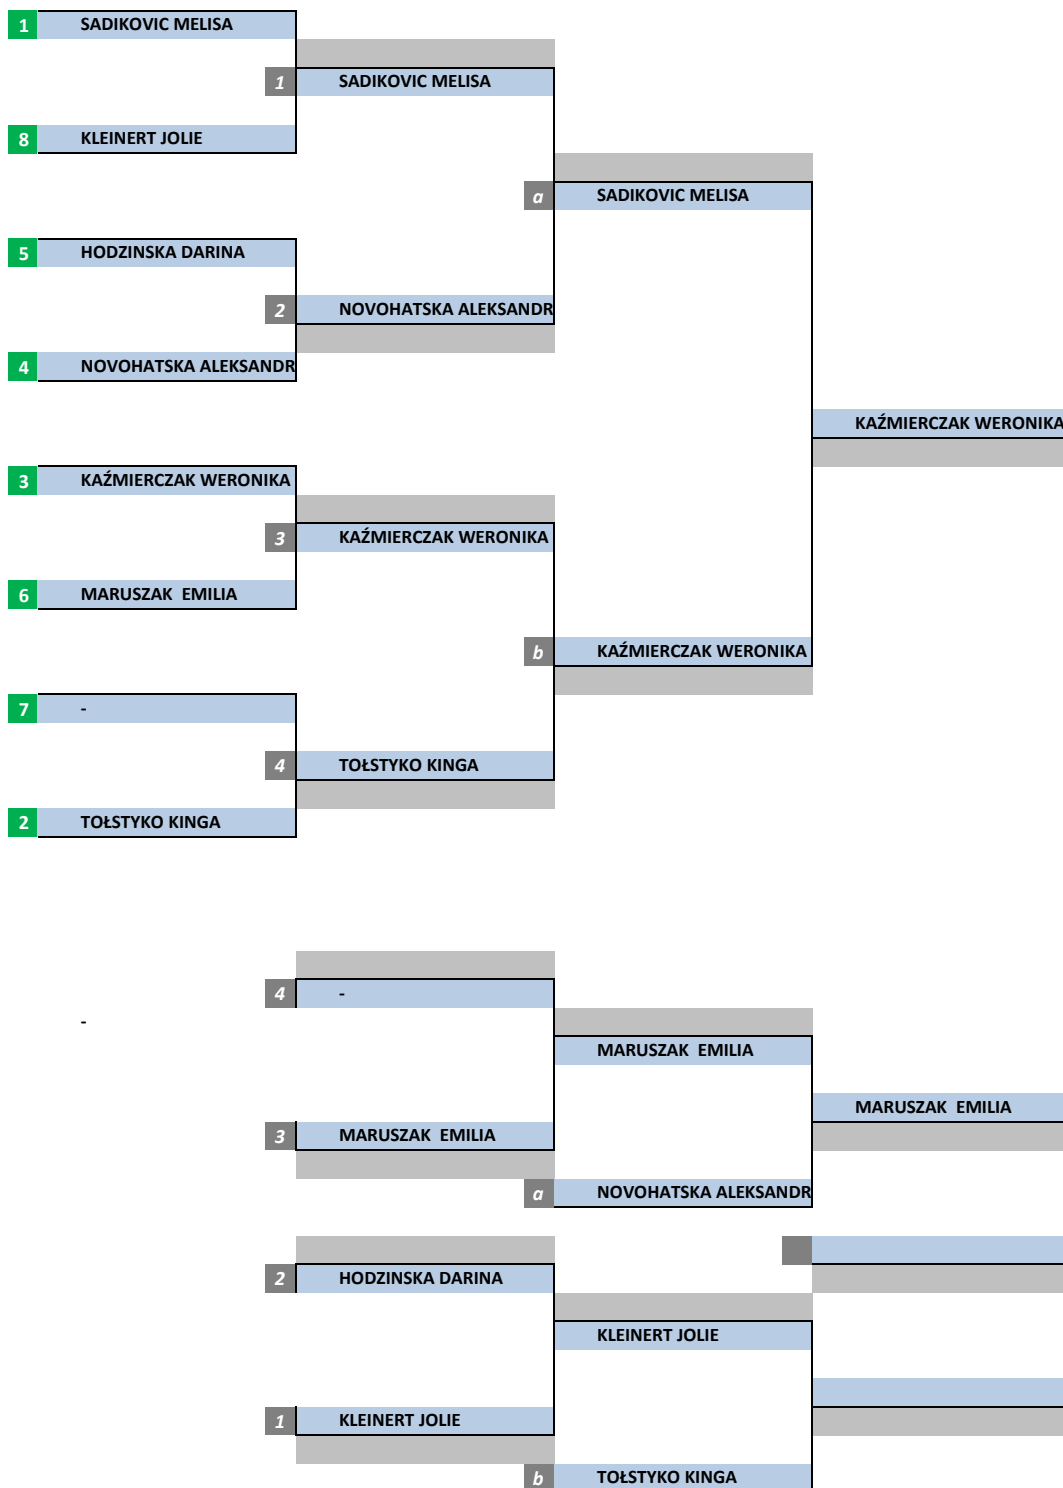 1 SADIKOVIC MELISA
1 SADIKOVIC MELISA
8 KLEINERT JOLIE
a SADIKOVIC MELISA
5 HODZINSKA DARINA
2 NOVOHATSKA ALEKSANDR
4 NOVOHATSKA ALEKSANDR
KAŹMIERCZAK WERONIKA
3 KAŹMIERCZAK WERONIKA
3 KAŹMIERCZAK WERONIKA
6 MARUSZAK EMILIA
b KAŹMIERCZAK WERONIKA
7 -
4 TOŁSTYKO KINGA
2 TOŁSTYKO KINGA
4 -
-
MARUSZAK EMILIA
MARUSZAK EMILIA
3 MARUSZAK EMILIA
a NOVOHATSKA ALEKSANDR
2 HODZINSKA DARINA
KLEINERT JOLIE
1 KLEINERT JOLIE
b TOŁSTYKO KINGA